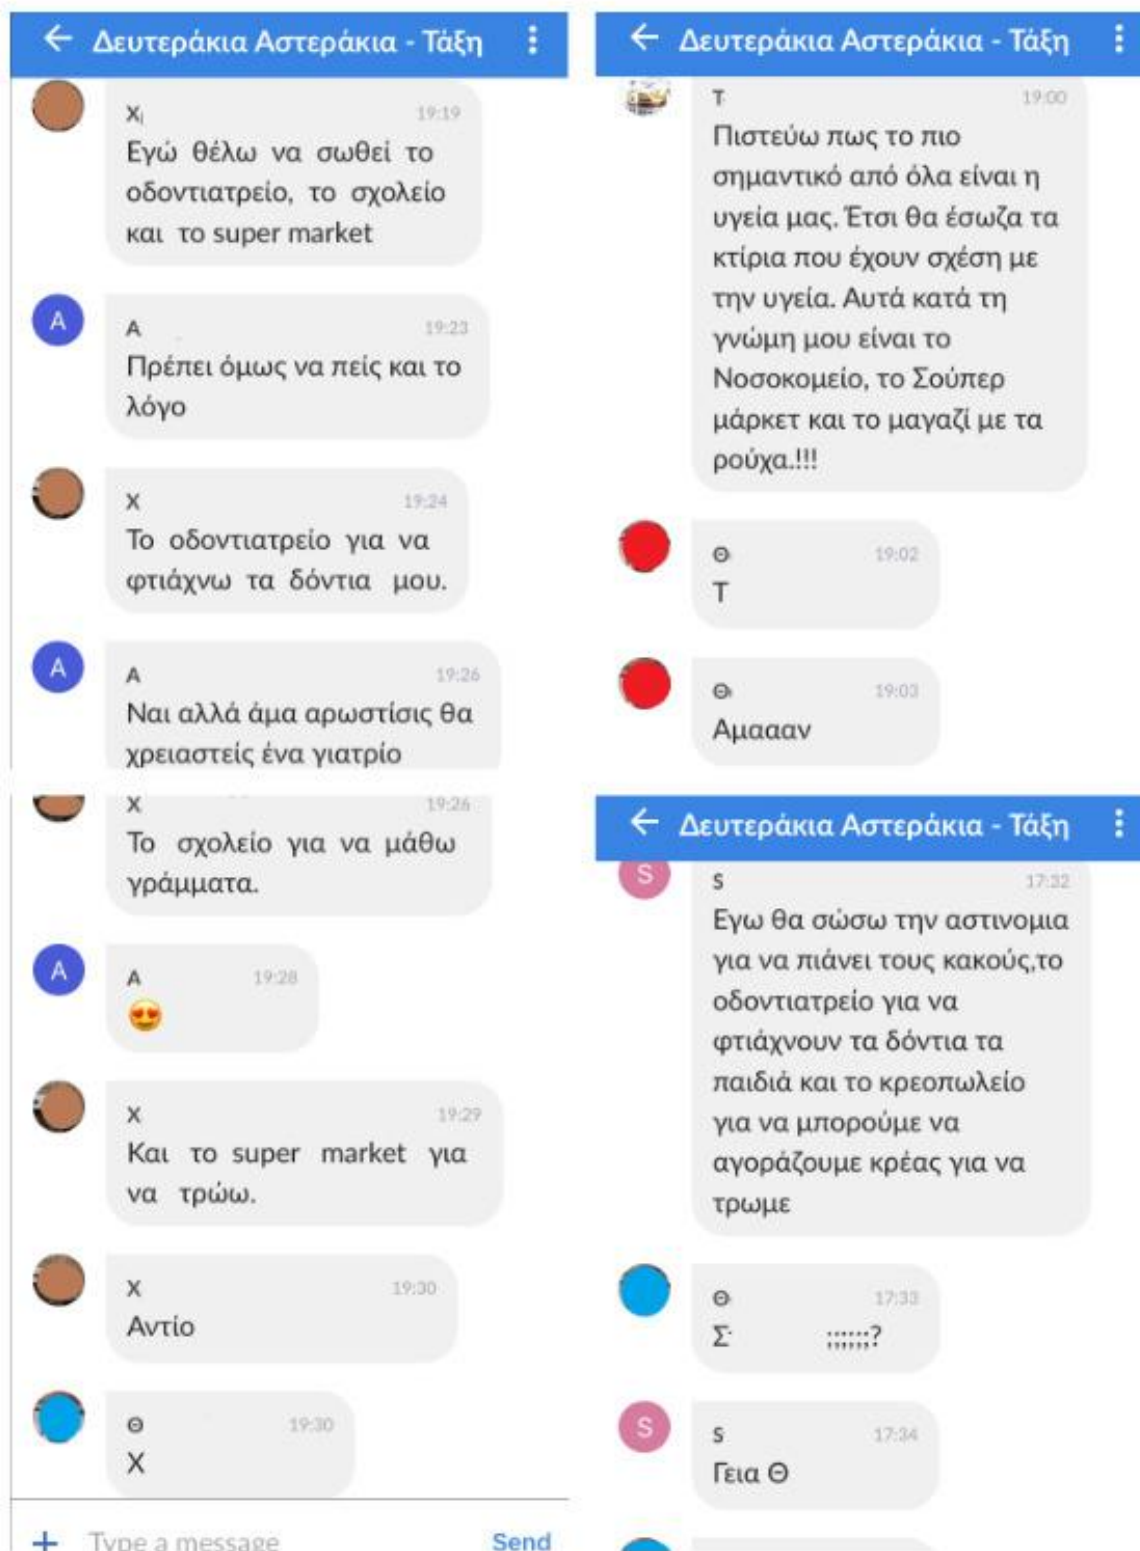 Δευτεράκια Αστεράκια - Τάξη
Χ 19:19
Εγώ θέλω να σωθεί το
οδοντιατρείο, το σχολείο
και το super market
A
A 19:23
Πρέπει όμως να πείς και το
λόγο
X 19:24
Το οδοντιατρείο για να
φτιάχνω τα δόντια μου.
A
A 19:26
Ναι αλλά άμα αρωστίσις θα
χρειαστείς ένα γιατρίο
X 19:26
Το σχολείο για να μάθω
γράμματα.
A
A 19:28
😍
X 19:29
Και το super market για
να τρώω.
X 19:30
Αντίο
Θ 19:30
Χ
+ Type a message Send
Δευτεράκια Αστεράκια - Τάξη
Τ 19:00
Πιστεύω πως το πιο
σημαντικό από όλα είναι η
υγεία μας. Έτσι θα έσωζα τα
κτίρια που έχουν σχέση με
την υγεία. Αυτά κατά τη
γνώμη μου είναι το
Νοσοκομείο, το Σούπερ
μάρκετ και το μαγαζί με τα
ρούχα.!!!
Θ 19:02
Τ
Θ 19:03
Αμαααν
Δευτεράκια Αστεράκια - Τάξη
S
S 17:32
Εγω θα σώσω την αστινομια
για να πιάνει τους κακούς,το
οδοντιατρείο για να
φτιάχνουν τα δόντια τα
παιδιά και το κρεοπωλείο
για να μπορούμε να
αγοράζουμε κρέας για να
τρωμε
Θ 17:33
Σ ;;;;;;?
S
S 17:34
Γεια Θ